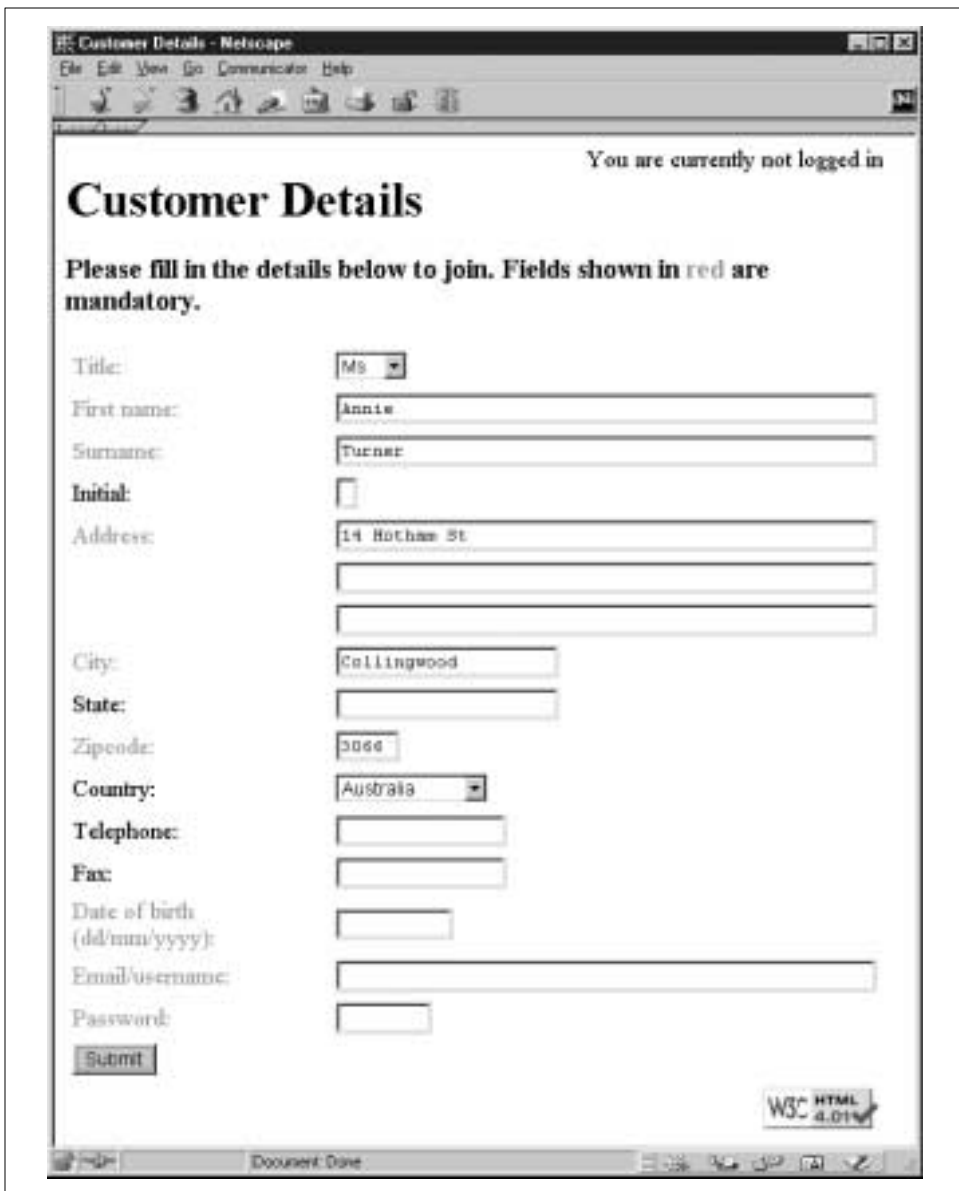 Customer Details - Netscape
File Edit View Go Communicator Help
You are currently not logged in
Customer Details
Please fill in the details below to join. Fields shown in red are
mandatory.
Title: Ms
First name: Annie
Surname: Turner
Initial:
Address: 14 Hotham St
City: Collingwood
State:
Zipcode: 3066
Country: Australia
Telephone:
Fax:
Date of birth
(dd/mm/yyyy):
Email/username:
Password:
Submit
W3C HTML
4.01
Document: Done